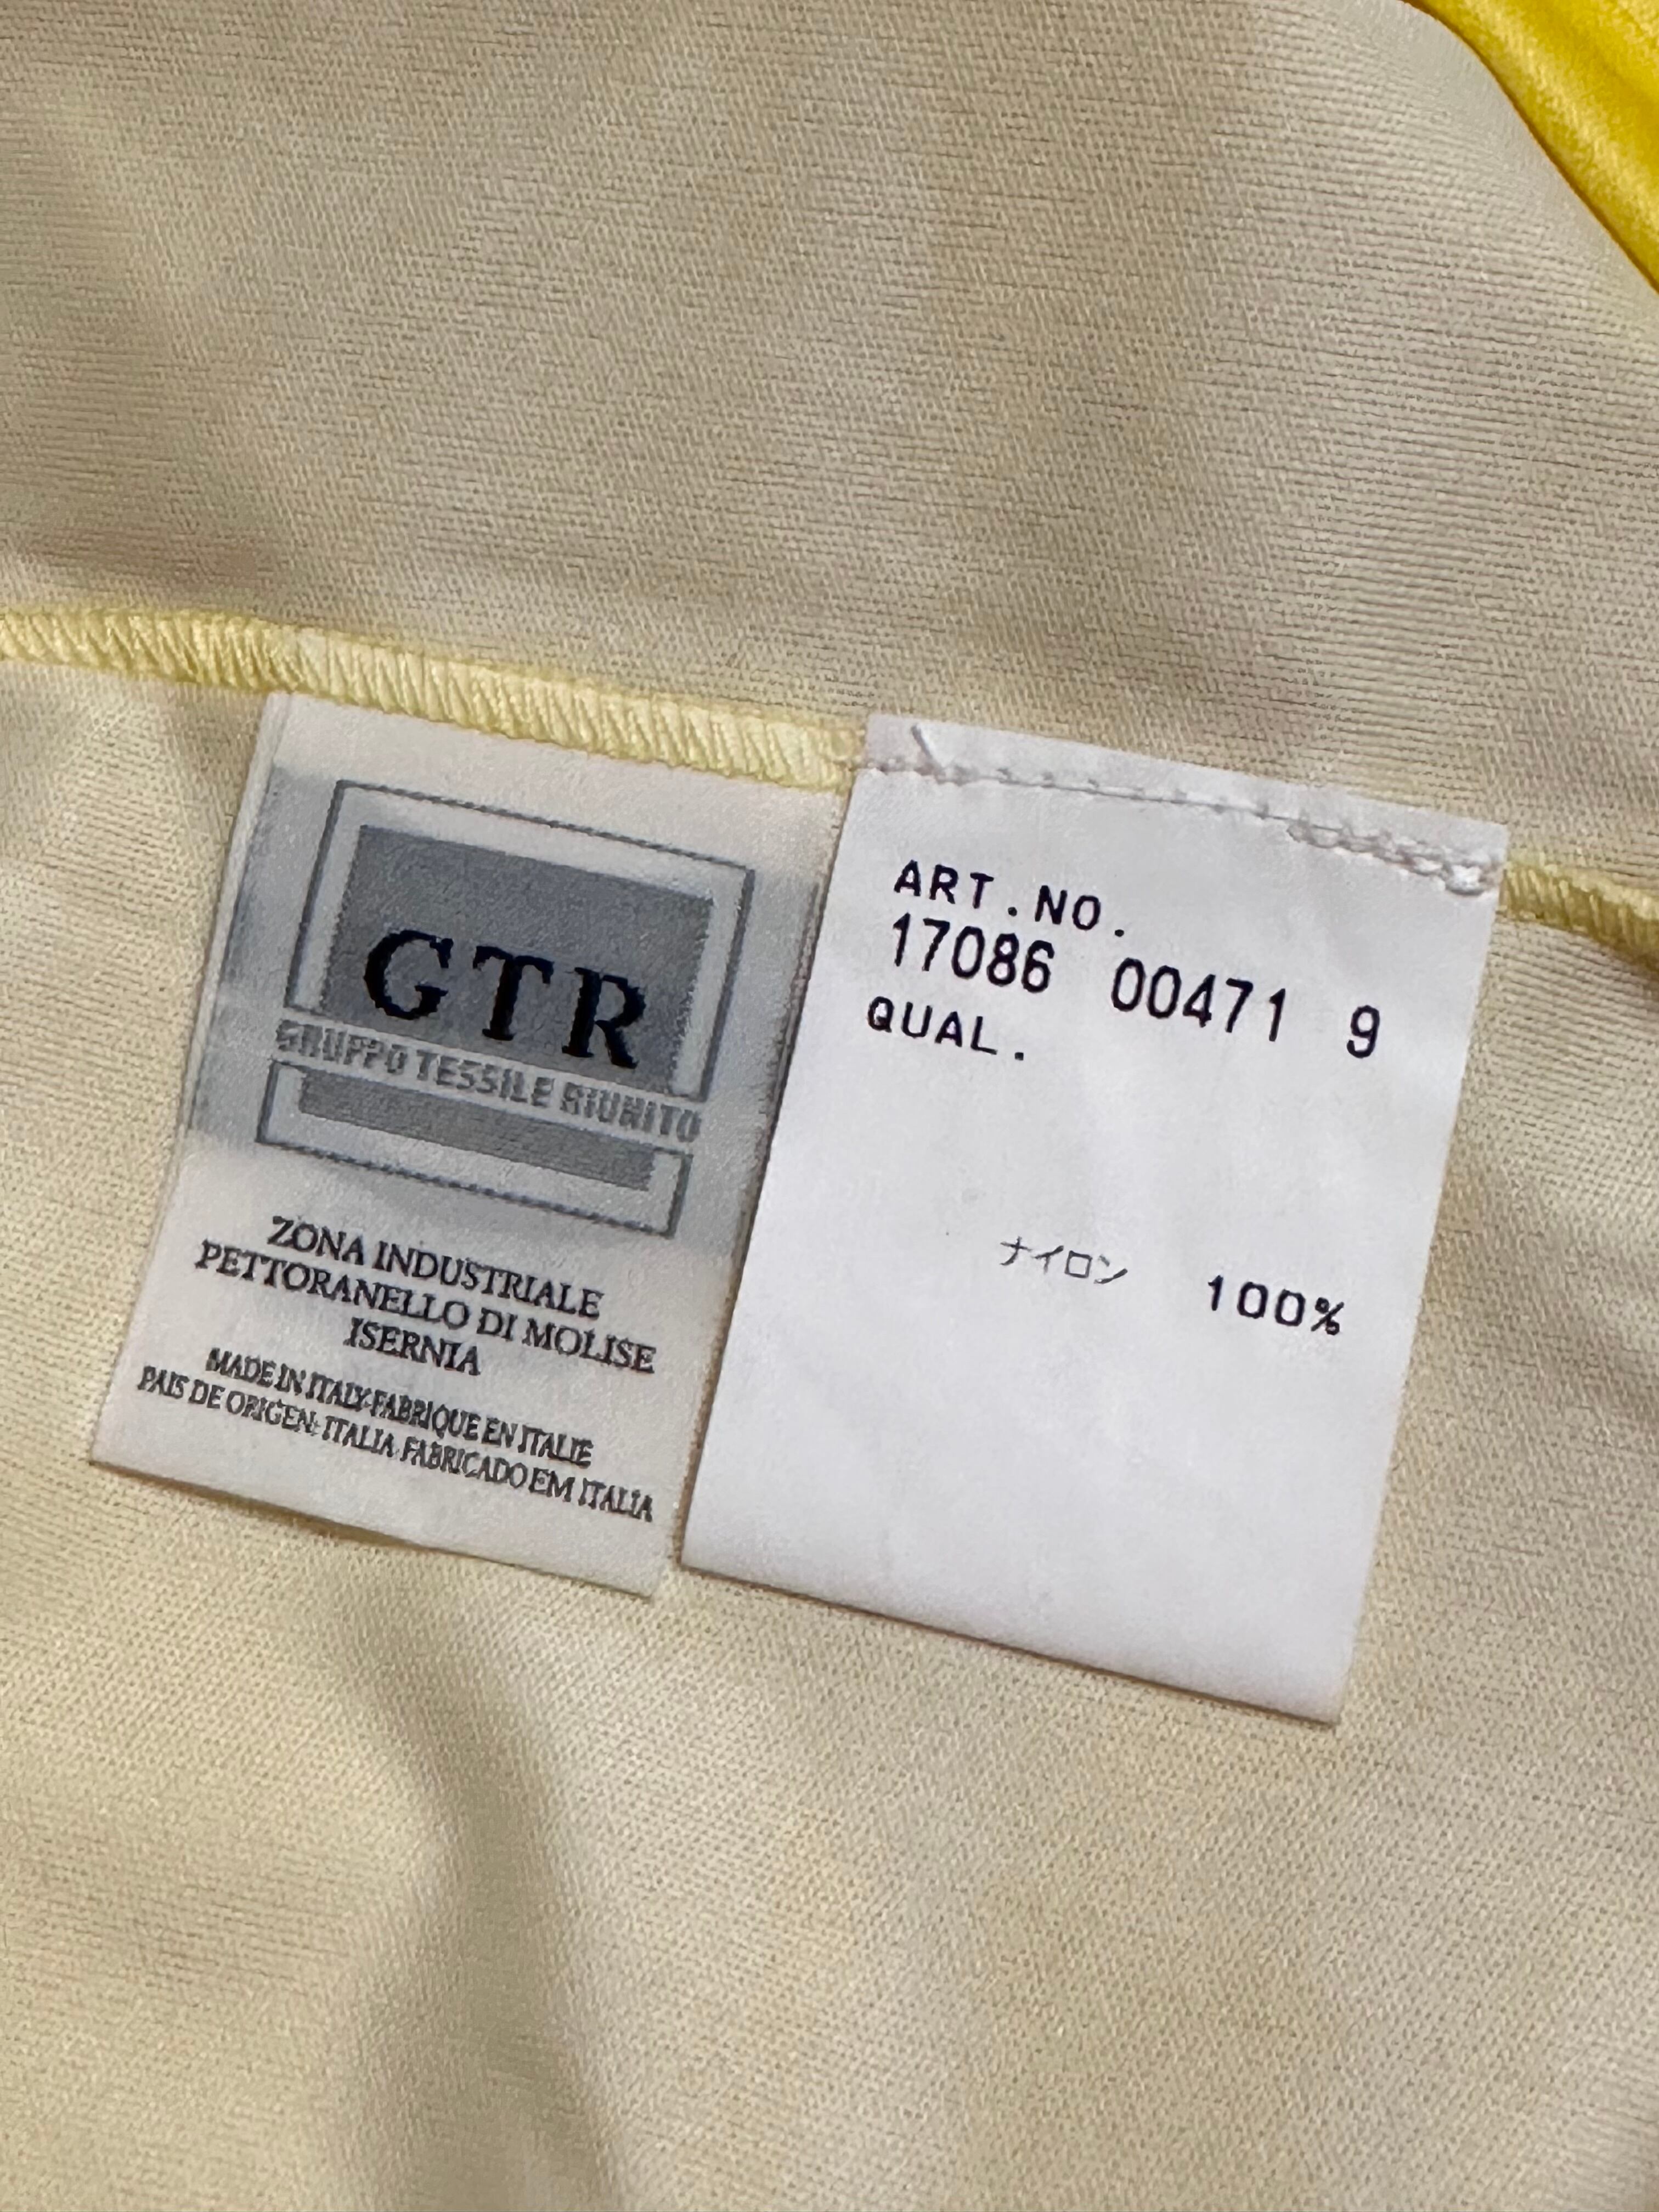 GTR
GRUPPO TESSILE RIUNITO
ZONA INDUSTRIALE
PETTORANELLO DI MOLISE
ISERNIA
MADE IN ITALY-FABRIQUE EN ITALIE
PAIS DE ORIGEN: ITALIA FABRICADO EM ITALIA
ART.NO.
17086 00471 9
QUAL.
ナイロン 100%